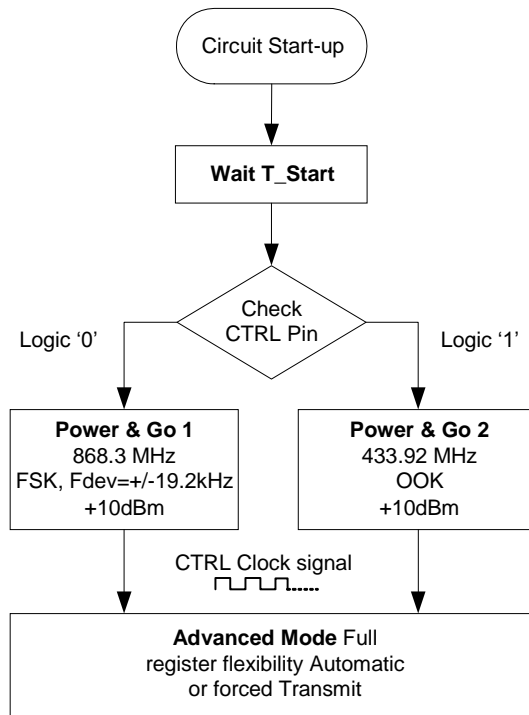 Circuit Start-up
Wait T_Start
Check
CTRL Pin
Logic ‘0’
Logic ‘1’
Power & Go 1
868.3 MHz
FSK, Fdev=+/-19.2kHz
+10dBm
Power & Go 2
433.92 MHz
OOK
+10dBm
CTRL Clock signal
Advanced Mode Full
register flexibility Automatic
or forced Transmit